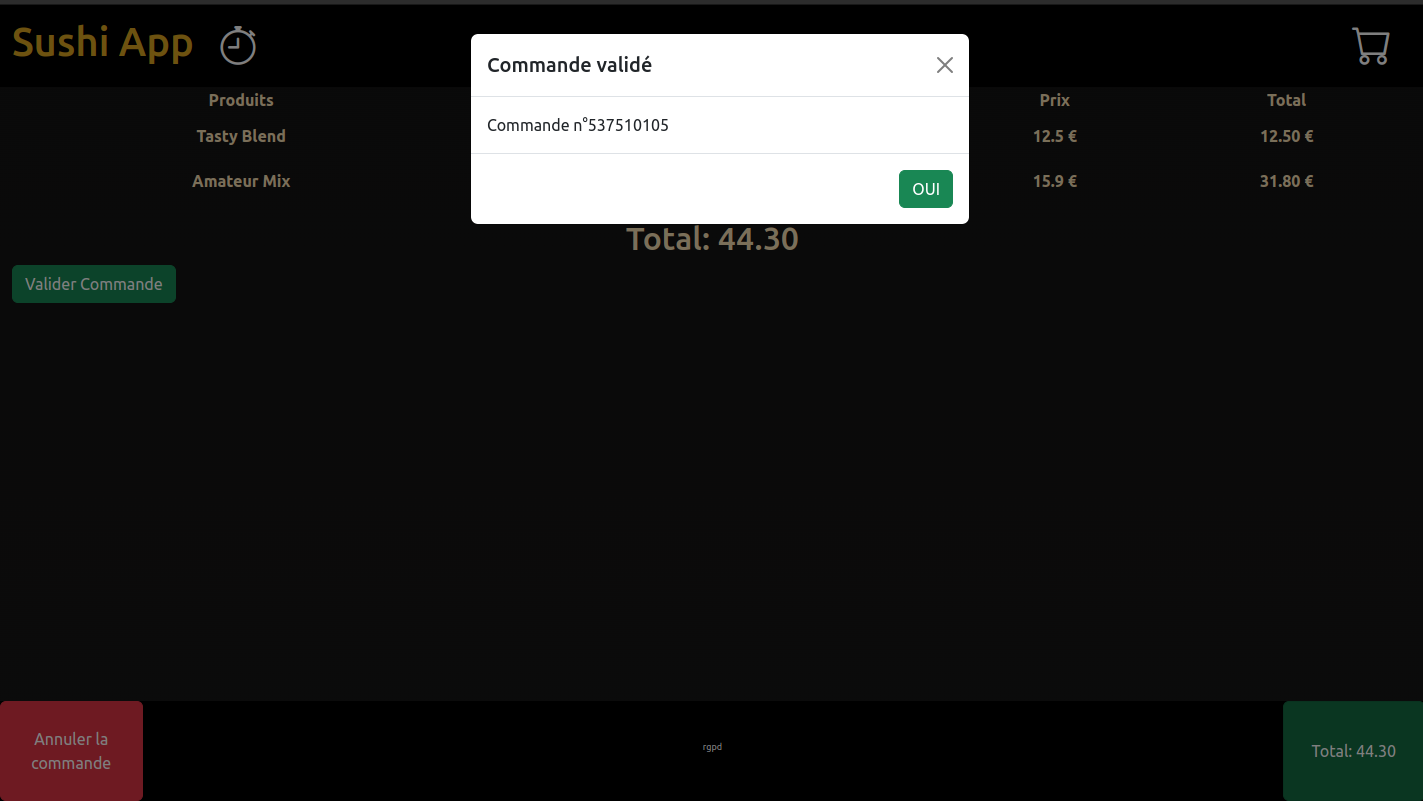 Sushi App
Commande validé
Commande n°537510105
OUI
Produits Prix Total
Tasty Blend 12.5 € 12.50 €
Amateur Mix 15.9 € 31.80 €
Total: 44.30
Valider Commande
Annuler la
commande
rgpd
Total: 44.30